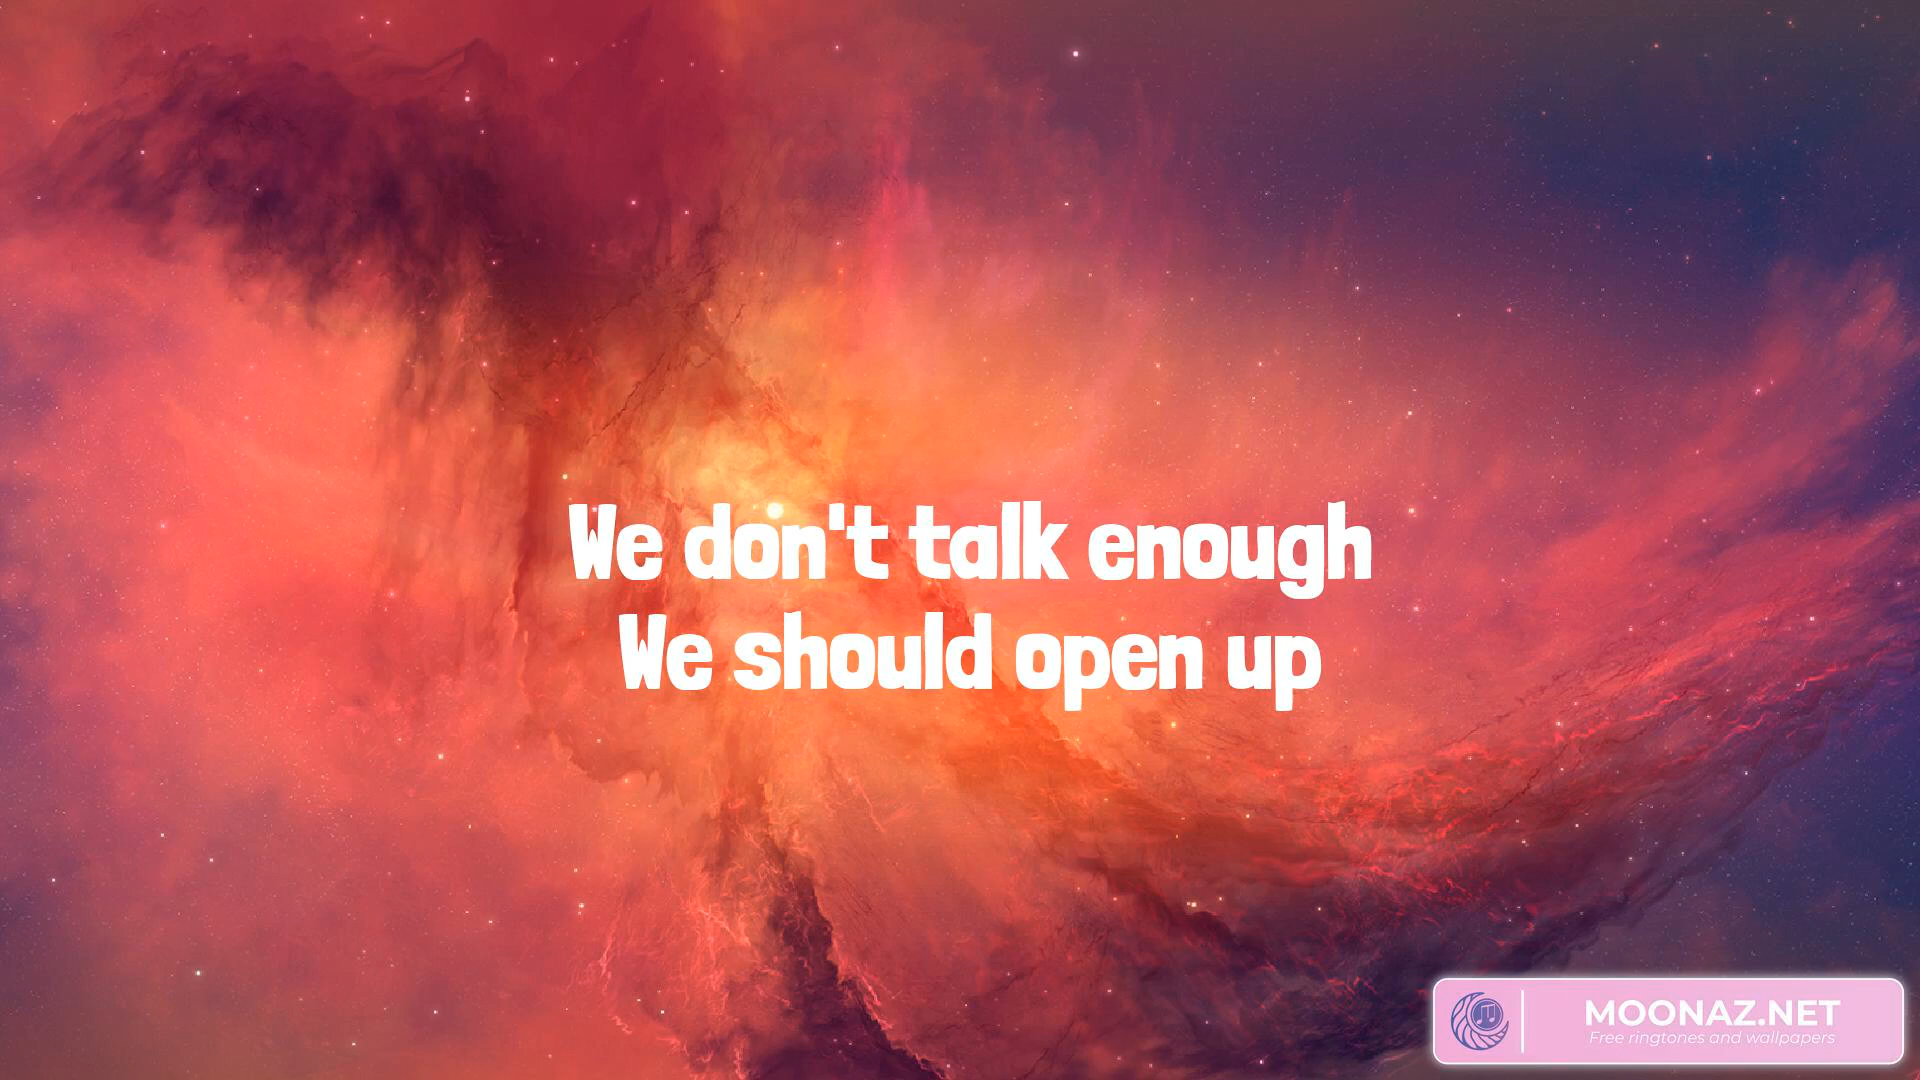 We don't talk enough
We should open up
MOONAZ.NET
Free ringtones and wallpapers